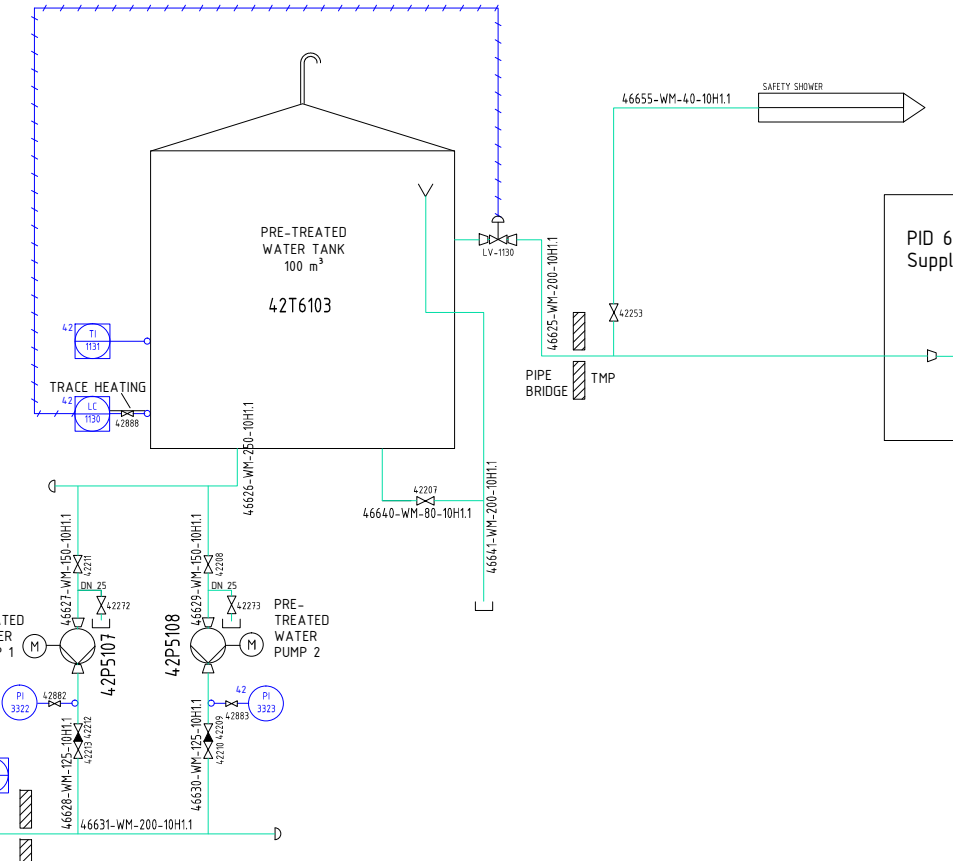 SAFETY SHOWER
46655-WM-40-10H1.1
PRE-TREATED
WATER TANK
100 m³
42T6103
LV-1130
46625-WM-200-10H1.1
42253
PID 6
Suppl
PIPE
BRIDGE
TMP
42
TI
1131
TRACE HEATING
42
LC
1130
42888
46626-WM-250-10H1.1
42207
46640-WM-80-10H1.1
46641-WM-200-10H1.1
46627-WM-150-10H1.1
42211
DN 25
42272
46629-WM-150-10H1.1
42208
DN 25
42273
TED
ER
P 1
M
42P5107
42P5108
M
PRE-
TREATED
WATER
PUMP 2
PI
3322
42882
42
PI
3323
42883
46628-WM-125-10H1.1
42213 42212
46630-WM-125-10H1.1
42210 42209
46631-WM-200-10H1.1